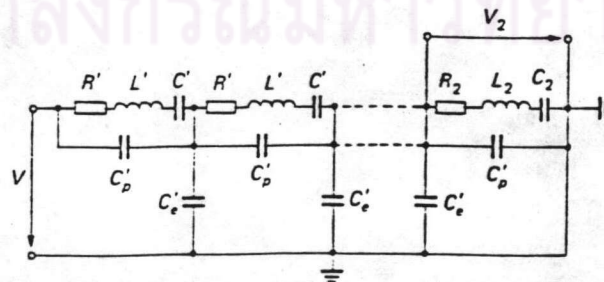 V₂
R' L' C' R' L' C' R₂ L₂ C₂
V C'ₚ C'ₚ C'ₚ
C'ₑ C'ₑ C'ₑ